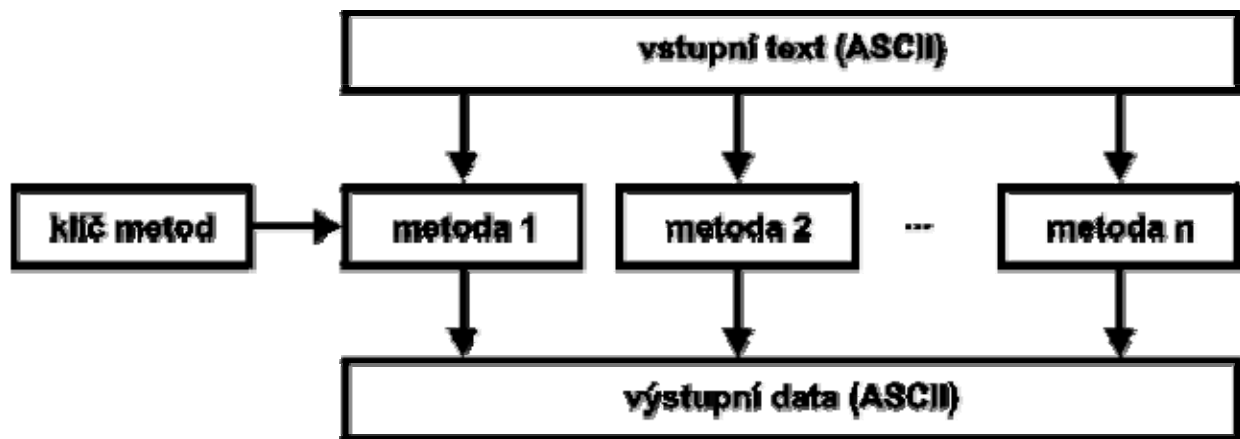 vstupní text (ASCII)
klíč metod
metoda 1
metoda 2
...
metoda n
výstupní data (ASCII)